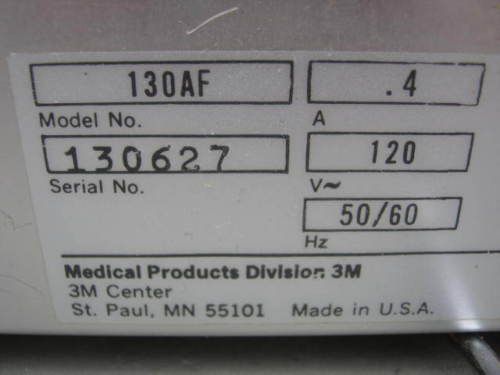 130AF .4
Model No. A
130627 120
Serial No. V~
50/60
Hz
Medical Products Division 3M
3M Center
St. Paul, MN 55101 Made in U.S.A.